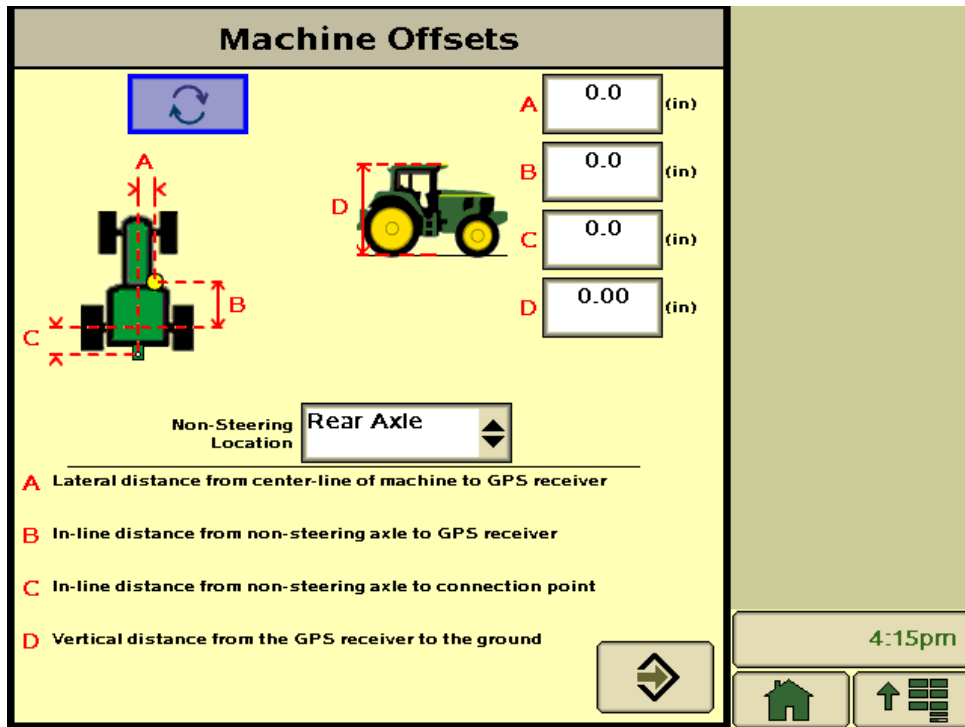 Machine Offsets
A 0.0 (in)
B 0.0 (in)
C 0.0 (in)
D 0.00 (in)
A
D
B
C
Non-Steering
Location
Rear Axle
A Lateral distance from center-line of machine to GPS receiver
B In-line distance from non-steering axle to GPS receiver
C In-line distance from non-steering axle to connection point
D Vertical distance from the GPS receiver to the ground
4:15pm